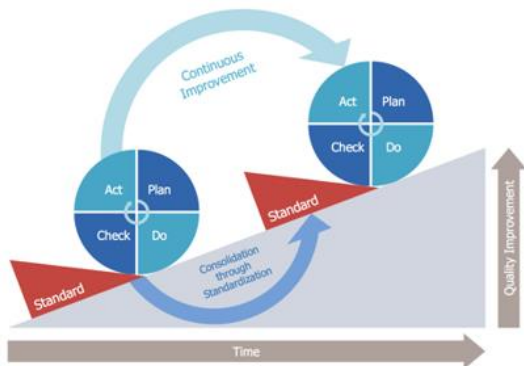 Continuous
Improvement
Act
Plan
Check
Do
Standard
Act
Plan
Check
Do
Standard
Consolidation
through
Standardization
Quality Improvement
Time